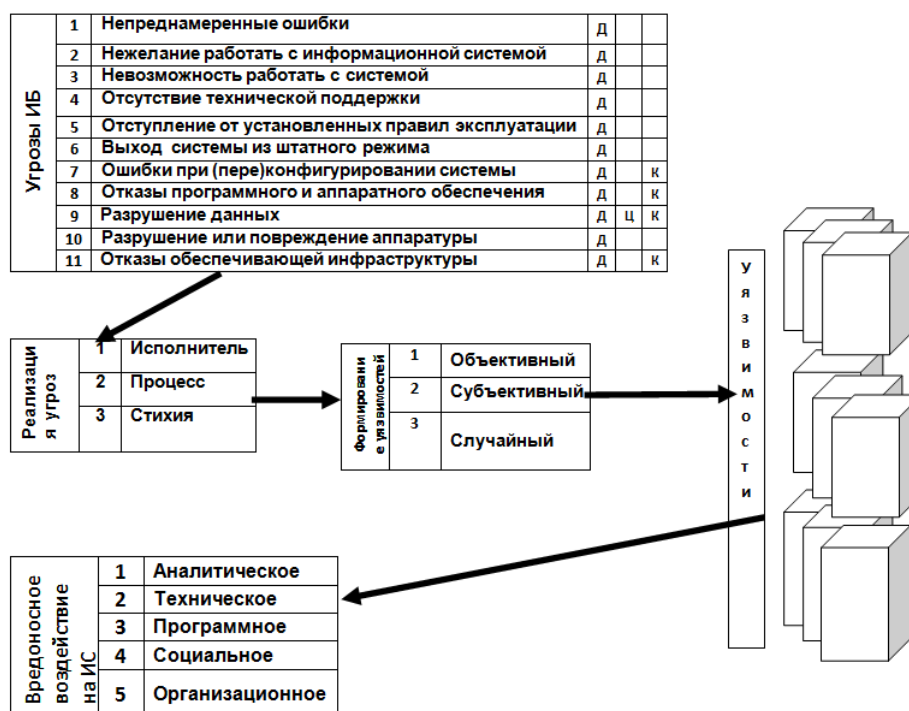 Угрозы ИБ
1 Непреднамеренные ошибки Д
2 Нежелание работать с информационной системой Д
3 Невозможность работать с системой Д
4 Отсутствие технической поддержки Д
5 Отступление от установленных правил эксплуатации Д
6 Выход системы из штатного режима Д
7 Ошибки при (пере)конфигурировании системы Д К
8 Отказы программного и аппаратного обеспечения Д К
9 Разрушение данных Д Ц К
10 Разрушение или повреждение аппаратуры Д
11 Отказы обеспечивающей инфраструктуры Д К
Реализаци
я угроз
1 Исполнитель
2 Процесс
3 Стихия
Формировани
е уязвимостей
1 Объективный
2 Субъективный
3 Случайный
У
я
з
в
и
м
о
с
т
и
Вредоносное
воздействие
на ИС
1 Аналитическое
2 Техническое
3 Программное
4 Социальное
5 Организационное